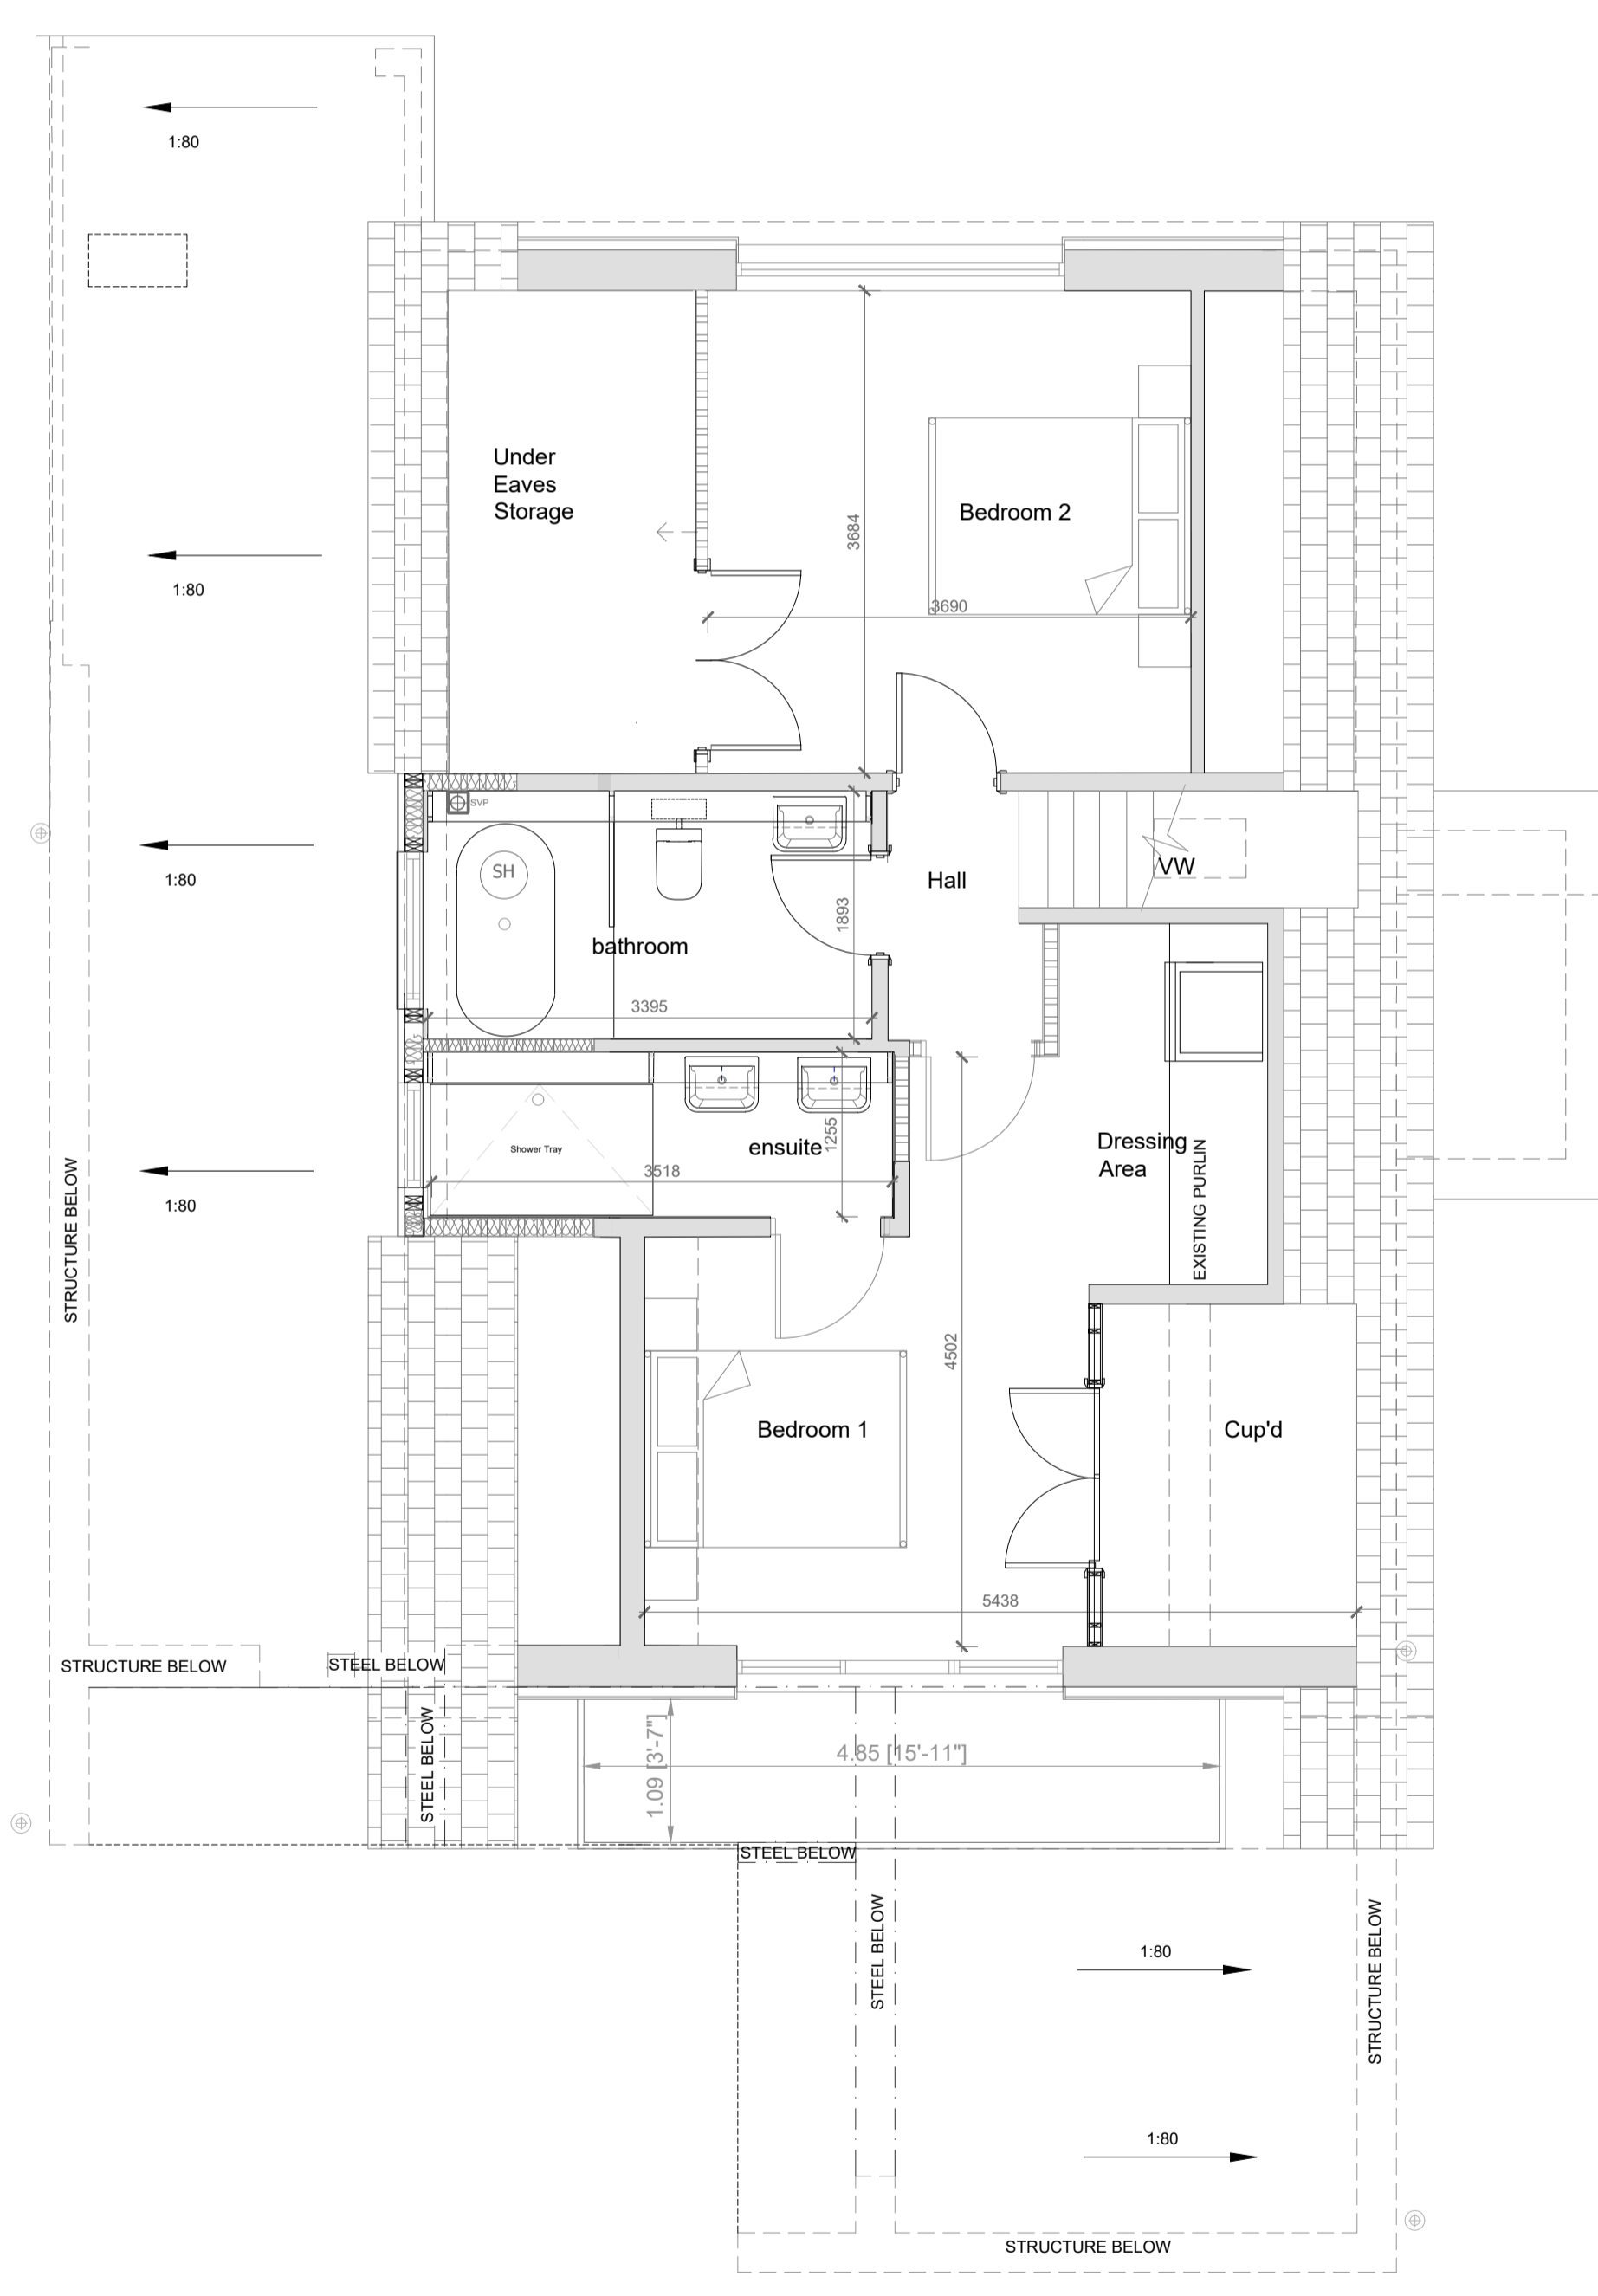 1:80
Under
Eaves
Storage
3684
Bedroom 2
1:80
3690
SVP
SH
VW
Hall
1:80
1893
bathroom
3395
Dressing
Area
ensuite
1255
Shower Tray
3518
EXISTING PURLIN
1:80
STRUCTURE BELOW
4502
Bedroom 1
Cup'd
5438
STRUCTURE BELOW
STEEL BELOW
STEEL BELOW
1.09 [3'-7"]
4.85 [15'-11"]
STEEL BELOW
STEEL BELOW
1:80
STRUCTURE BELOW
1:80
STRUCTURE BELOW